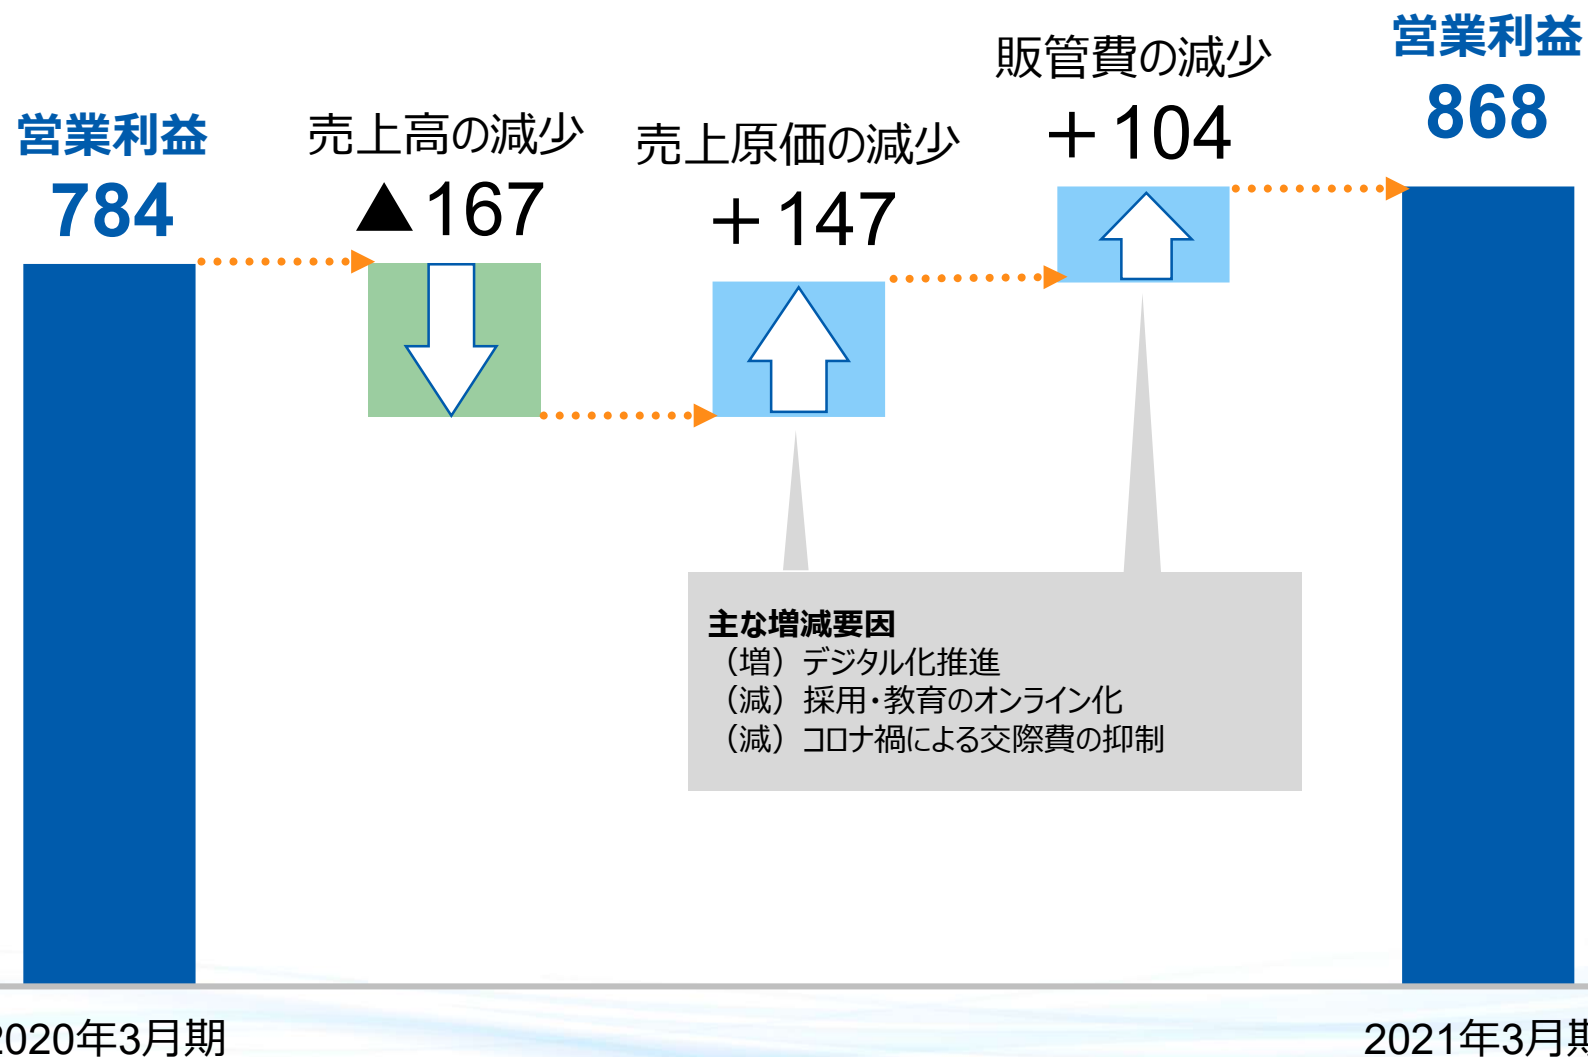 営業利益
784
売上高の減少
▲167
売上原価の減少
＋147
販管費の減少
＋104
営業利益
868
主な増減要因
（増）デジタル化推進
（減）採用・教育のオンライン化
（減）コロナ禍による交際費の抑制
2020年3月期
2021年3月期